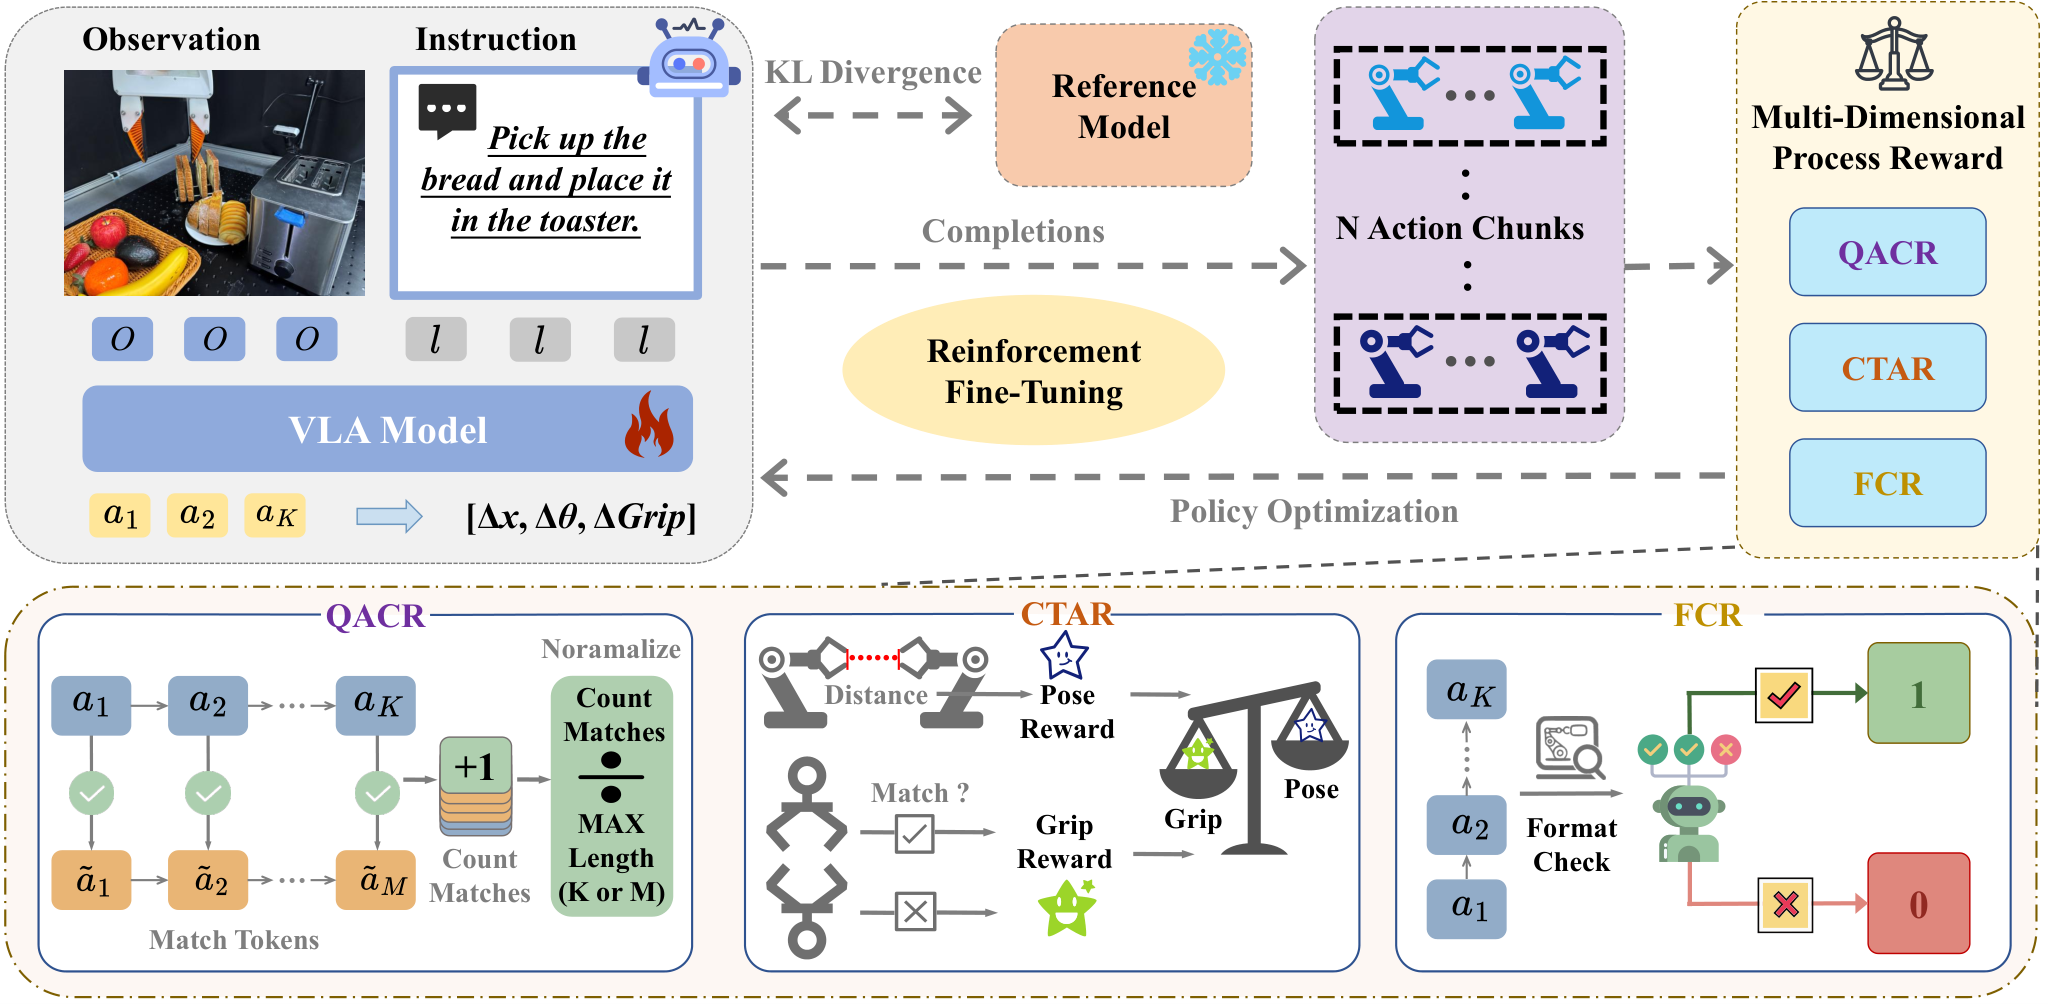 Observation
Instruction
Pick up the
bread and place it
in the toaster.
O O O l l l
VLA Model
a1 a2 aK
[Δx, Δθ, ΔGrip]
KL Divergence
Reference
Model
Completions
Reinforcement
Fine-Tuning
Policy Optimization
N Action Chunks
Multi-Dimensional
Process Reward
QACR
CTAR
FCR
QACR
Noramalize
a1 a2 ... aK
+1
ã1 ã2 ... ãM
Match Tokens
Count
Matches
Count
Matches
÷
MAX
Length
(K or M)
CTAR
Distance
Pose
Reward
Match ?
Grip
Reward
Grip
Pose
FCR
aK
a2
a1
Format
Check
1
0